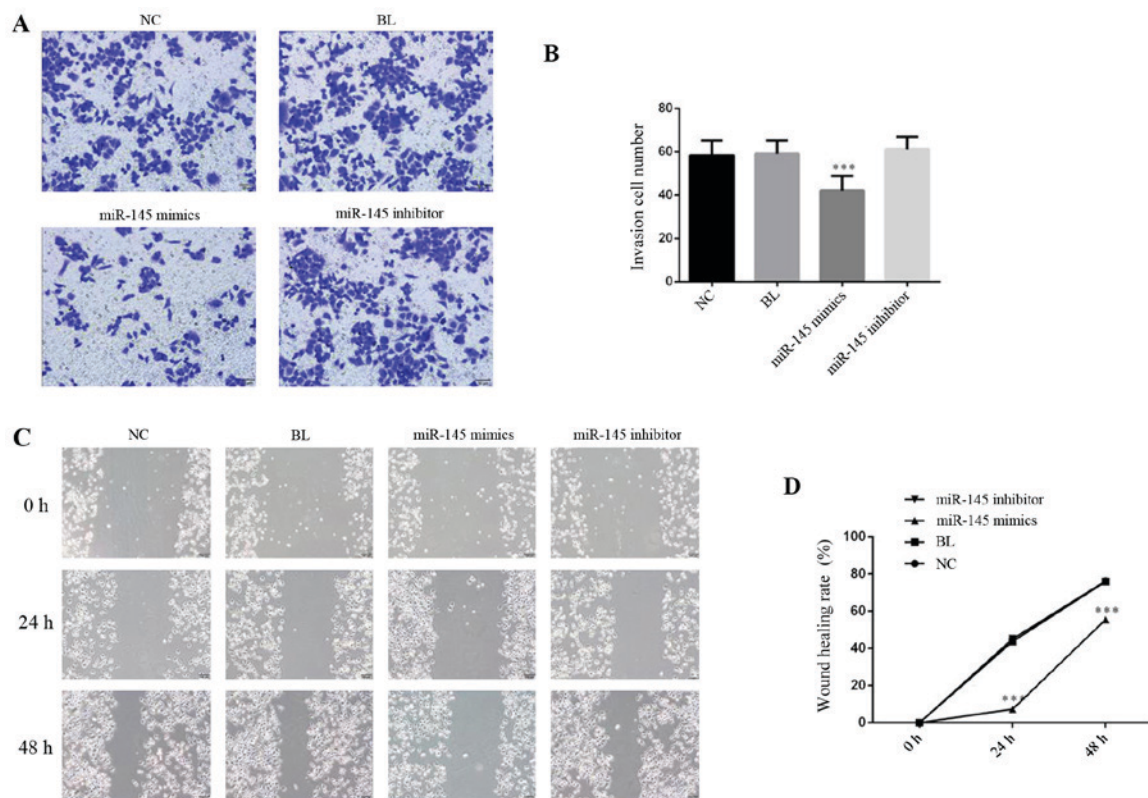 A
NC
BL
miR-145 mimics
miR-145 inhibitor
B
Invasion cell number
80
60
40
20
0
***
NC
BL
miR-145 mimics
miR-145 inhibitor
C
NC
BL
miR-145 mimics
miR-145 inhibitor
0 h
24 h
48 h
D
miR-145 inhibitor
miR-145 mimics
BL
NC
Wound healing rate (%)
100
80
60
40
20
0
***
***
0 h
24 h
48 h